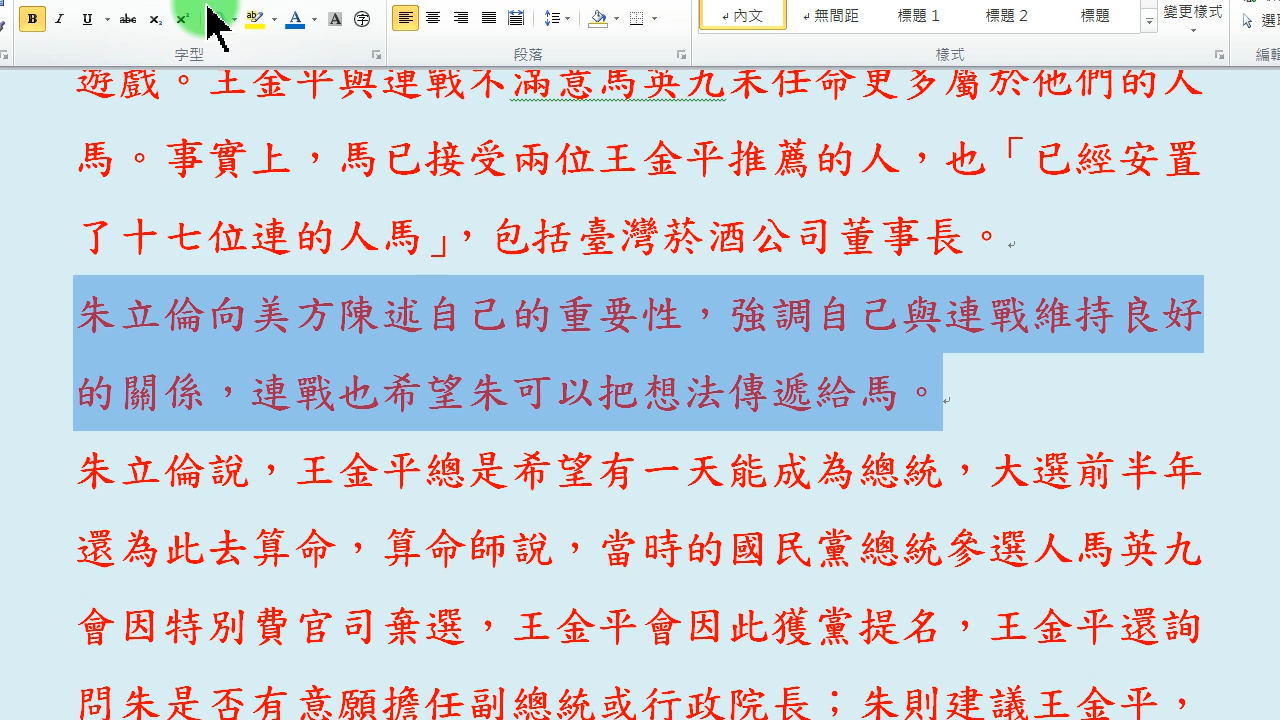 B I U abc x₂ x² ab A A 字
內文 無間距 標題 1 標題 2 標題 變更樣式
字型 段落 樣式
遊戲。王金平與連戰不滿意馬英九未任命更多屬於他們的人
馬。事實上，馬已接受兩位王金平推薦的人，也「已經安置
了十七位連的人馬」，包括臺灣菸酒公司董事長。
朱立倫向美方陳述自己的重要性，強調自己與連戰維持良好
的關係，連戰也希望朱可以把想法傳遞給馬。
朱立倫說，王金平總是希望有一天能成為總統，大選前半年
還為此去算命，算命師說，當時的國民黨總統參選人馬英九
會因特別費官司棄選，王金平會因此獲黨提名，王金平還詢
問朱是否有意願擔任副總統或行政院長；朱則建議王金平，